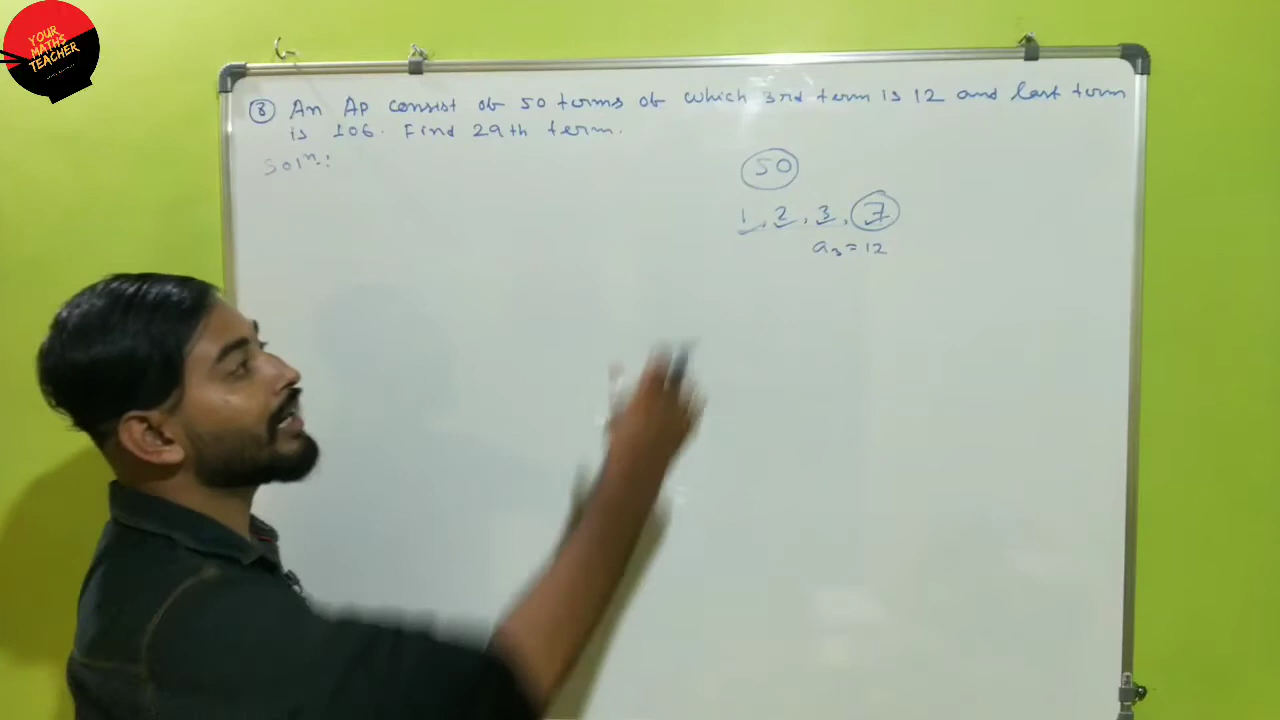 YOUR
MATHS
TEACHER
8 An AP consist of 50 terms of which 3rd term is 12 and last term
is 106. Find 29th term.
Solⁿ:
50
1, 2, 3, 7
a₃ = 12